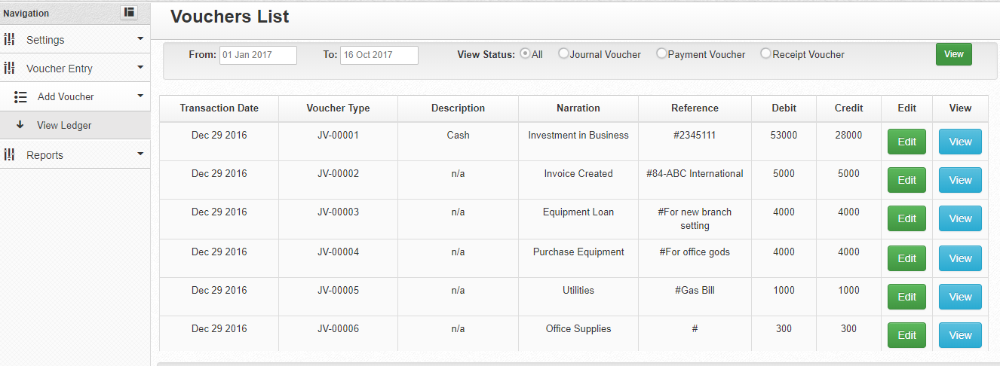 Navigation
Settings
Voucher Entry
Add Voucher
View Ledger
Reports
Vouchers List
From: 01 Jan 2017 To: 16 Oct 2017 View Status: All Journal Voucher Payment Voucher Receipt Voucher View
Transaction Date Voucher Type Description Narration Reference Debit Credit Edit View
Dec 29 2016 JV-00001 Cash Investment in Business #2345111 53000 28000 Edit View
Dec 29 2016 JV-00002 n/a Invoice Created #84-ABC International 5000 5000 Edit View
Dec 29 2016 JV-00003 n/a Equipment Loan #For new branch 4000 4000 Edit View
setting
Dec 29 2016 JV-00004 n/a Purchase Equipment #For office gods 4000 4000 Edit View
Dec 29 2016 JV-00005 n/a Utilities #Gas Bill 1000 1000 Edit View
Dec 29 2016 JV-00006 n/a Office Supplies # 300 300 Edit View